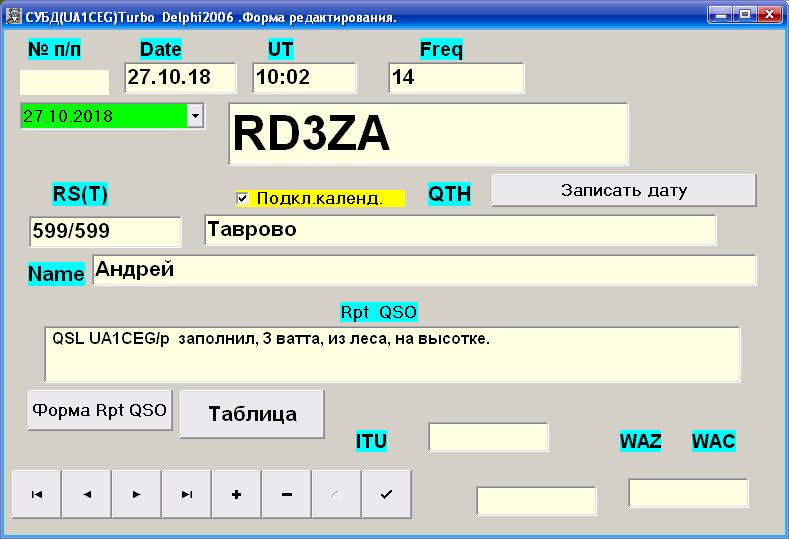 СУБД(UA1CEG)Turbo Delphi2006 .Форма редактирования.
№ п/п Date UT Freq
27.10.18 10:02 14
27.10.2018
RD3ZA
RS(T) Подкл.календ. QTH Записать дату
599/599 Таврово
Name Андрей
Rpt QSO
QSL UA1CEG/p заполнил, 3 ватта, из леса, на высотке.
Форма Rpt QSO Таблица
ITU WAZ WAC